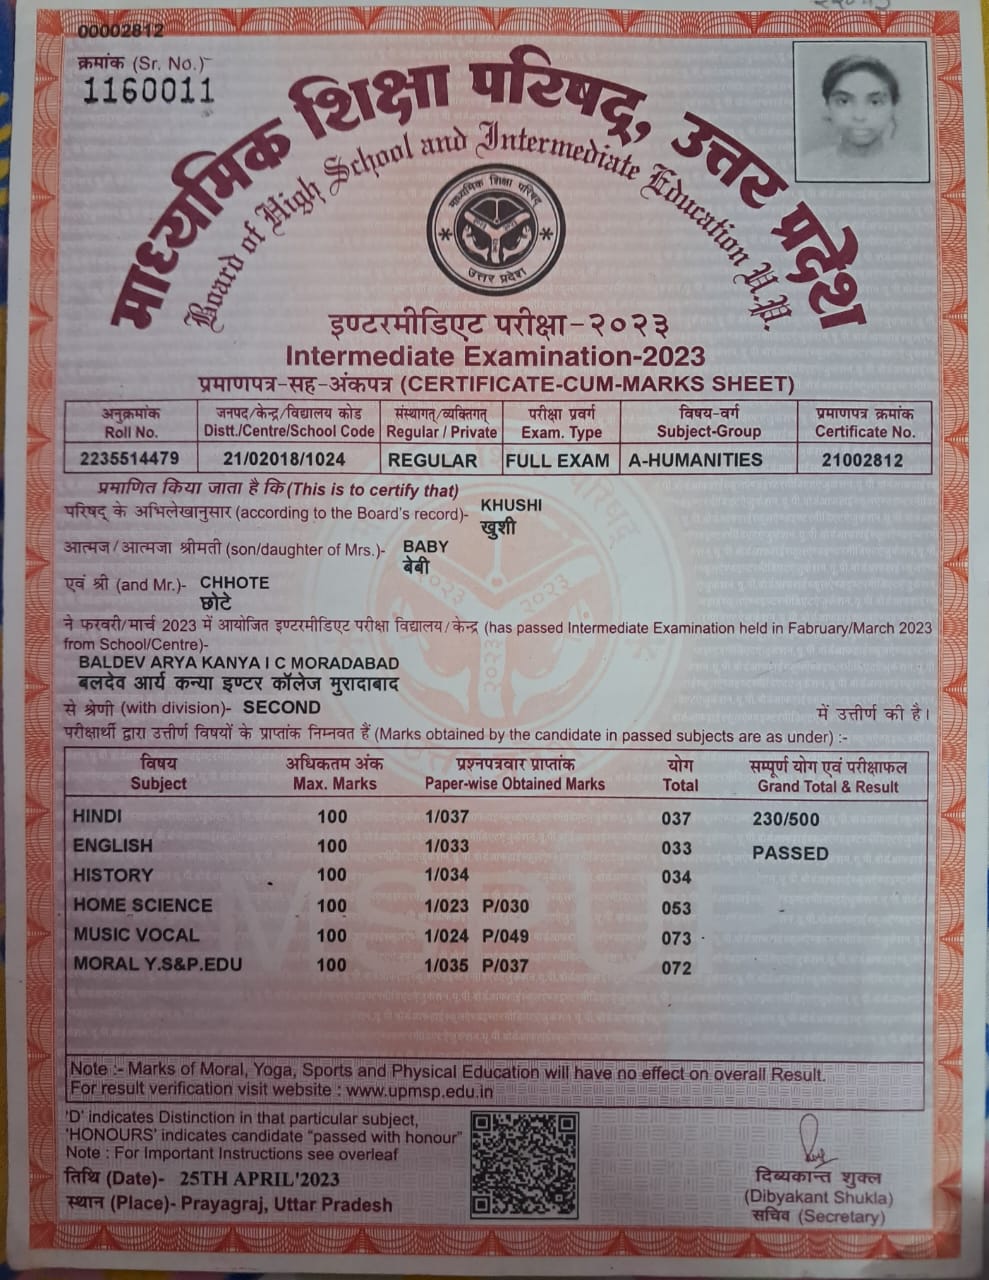 00002812
क्रमांक (Sr. No.)
1160011
माध्यमिक शिक्षा परिषद्, उत्तर प्रदेश
Board of High School and Intermediate Education U.P.
माध्यमिक शिक्षा परिषद्
उत्तर प्रदेश
इण्टरमीडिएट परीक्षा-२०२३
Intermediate Examination-2023
प्रमाणपत्र-सह-अंकपत्र (CERTIFICATE-CUM-MARKS SHEET)
अनुक्रमांक जनपद/केन्द्र/विद्यालय कोड संस्थागत/व्यक्तिगत् परीक्षा प्रवर्ग विषय-वर्ग प्रमाणपत्र क्रमांक
Roll No. Distt./Centre/School Code Regular / Private Exam. Type Subject-Group Certificate No.
2235514479 21/02018/1024 REGULAR FULL EXAM A-HUMANITIES 21002812
प्रमाणित किया जाता है कि (This is to certify that)
परिषद् के अभिलेखानुसार (according to the Board's record)- KHUSHI
खुशी
आत्मज/आत्मजा श्रीमती (son/daughter of Mrs.)- BABY
बेबी
एवं श्री (and Mr.)- CHHOTE
छोटे
ने फरवरी/मार्च 2023 में आयोजित इण्टरमीडिएट परीक्षा विद्यालय/केन्द्र (has passed Intermediate Examination held in Fabruary/March 2023
from School/Centre)-
BALDEV ARYA KANYA I C MORADABAD
बलदेव आर्य कन्या इण्टर कॉलेज मुरादाबाद
से श्रेणी (with division)- SECOND में उत्तीर्ण की है।
परीक्षार्थी द्वारा उत्तीर्ण विषयों के प्राप्तांक निम्नवत हैं (Marks obtained by the candidate in passed subjects are as under) :-
विषय अधिकतम अंक प्रश्नपत्रवार प्राप्तांक योग सम्पूर्ण योग एवं परीक्षाफल
Subject Max. Marks Paper-wise Obtained Marks Total Grand Total & Result
HINDI 100 1/037 037 230/500
ENGLISH 100 1/033 033 PASSED
HISTORY 100 1/034 034
HOME SCIENCE 100 1/023 P/030 053
MUSIC VOCAL 100 1/024 P/049 073
MORAL Y.S&P.EDU 100 1/035 P/037 072
Note :- Marks of Moral, Yoga, Sports and Physical Education will have no effect on overall Result.
For result verification visit website : www.upmsp.edu.in
'D' indicates Distinction in that particular subject,
'HONOURS' indicates candidate "passed with honour"
Note : For Important Instructions see overleaf
तिथि (Date)- 25TH APRIL'2023
स्थान (Place)- Prayagraj, Uttar Pradesh
दिब्यकान्त शुक्ल
(Dibyakant Shukla)
सचिव (Secretary)